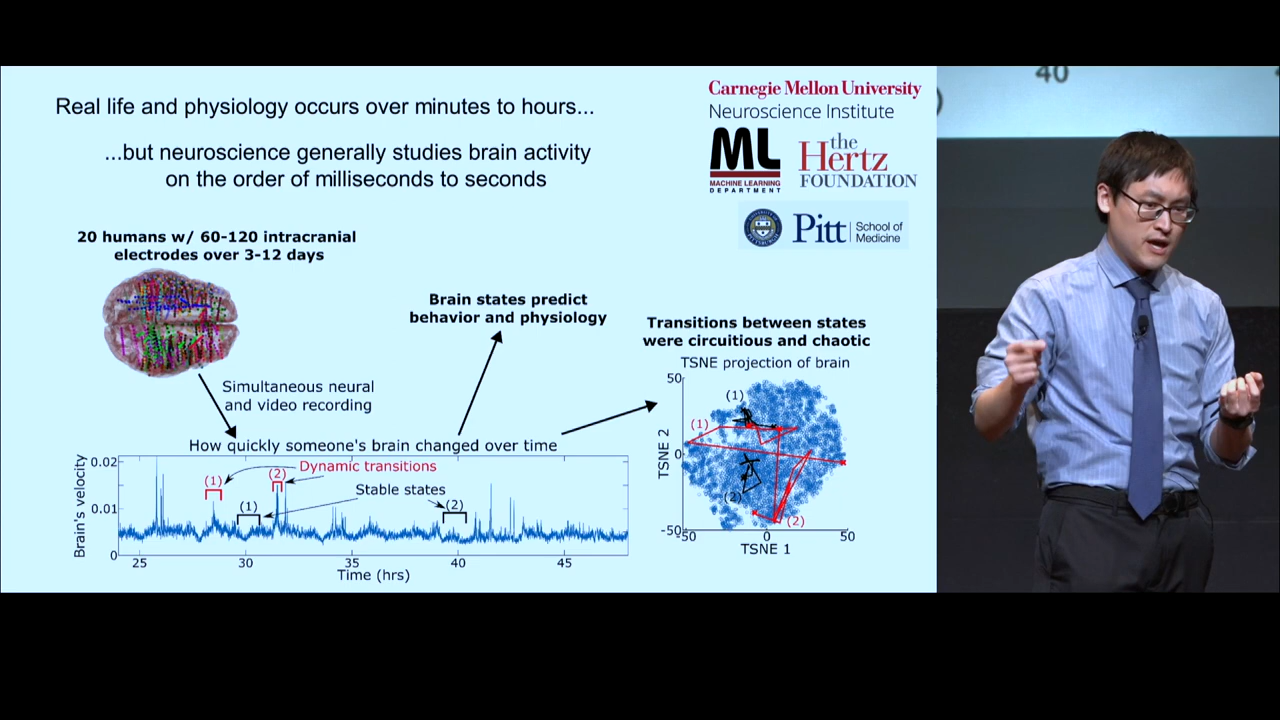 Real life and physiology occurs over minutes to hours...
...but neuroscience generally studies brain activity
on the order of milliseconds to seconds
Carnegie Mellon University
Neuroscience Institute
ML
MACHINE LEARNING
DEPARTMENT
the
Hertz
FOUNDATION
Pitt
School of
Medicine
20 humans w/ 60-120 intracranial
electrodes over 3-12 days
Simultaneous neural
and video recording
Brain states predict
behavior and physiology
Transitions between states
were circuitious and chaotic
How quickly someone's brain changed over time
Brain's velocity
0.02
0.01
0
(1)
(2)
Dynamic transitions
(1)
Stable states
(2)
25
30
35
40
45
Time (hrs)
TSNE projection of brain
TSNE 2
50
0
-50
(1)
(1)
(2)
(2)
-50
0
50
TSNE 1
40